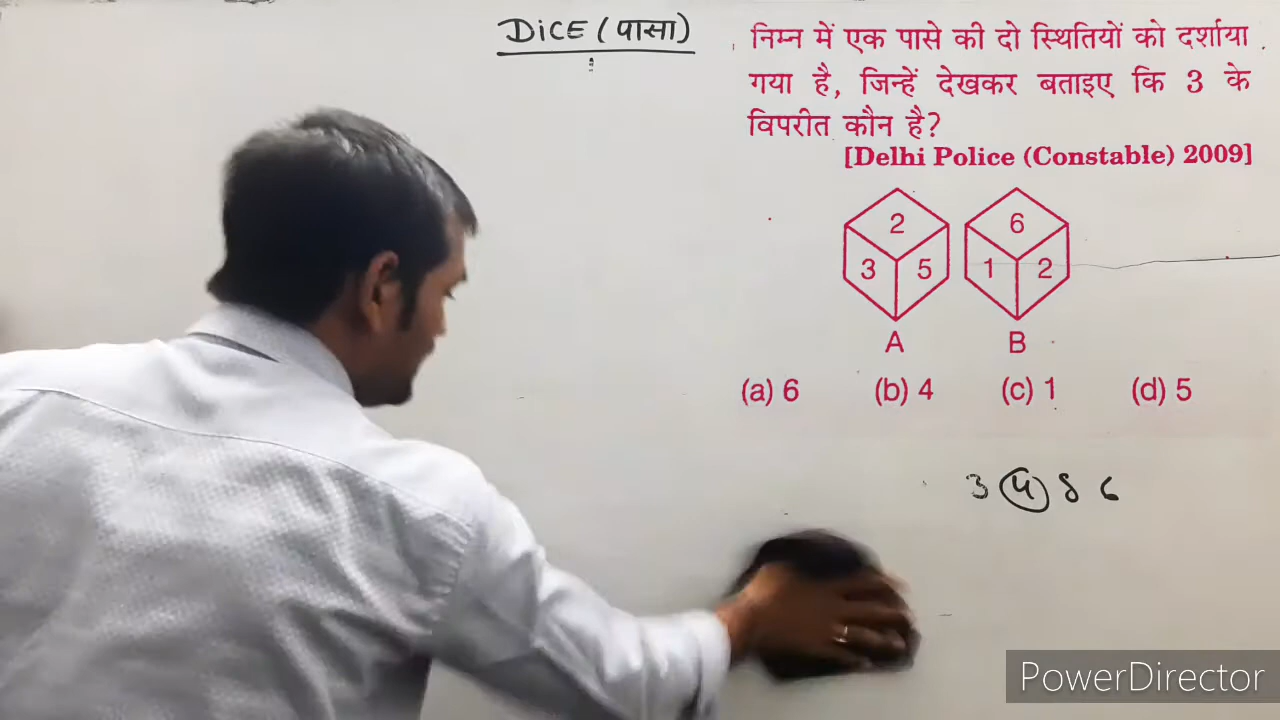 DiCE (पासा)
निम्न में एक पासे की दो स्थितियों को दर्शाया
गया है, जिन्हें देखकर बताइए कि 3 के
विपरीत कौन है?
[Delhi Police (Constable) 2009]
2 6
3 5 1 2
A B
(a) 6 (b) 4 (c) 1 (d) 5
PowerDirector